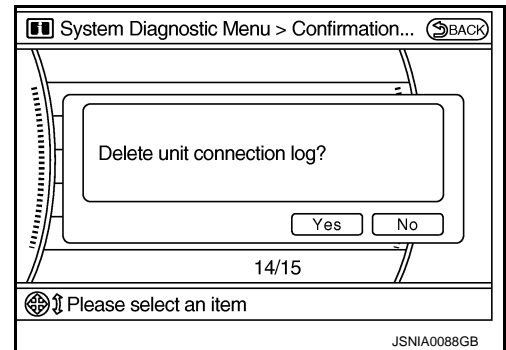 System Diagnostic Menu > Confirmation... BACK
Delete unit connection log?
Yes No
14/15
Please select an item
JSNIA0088GB